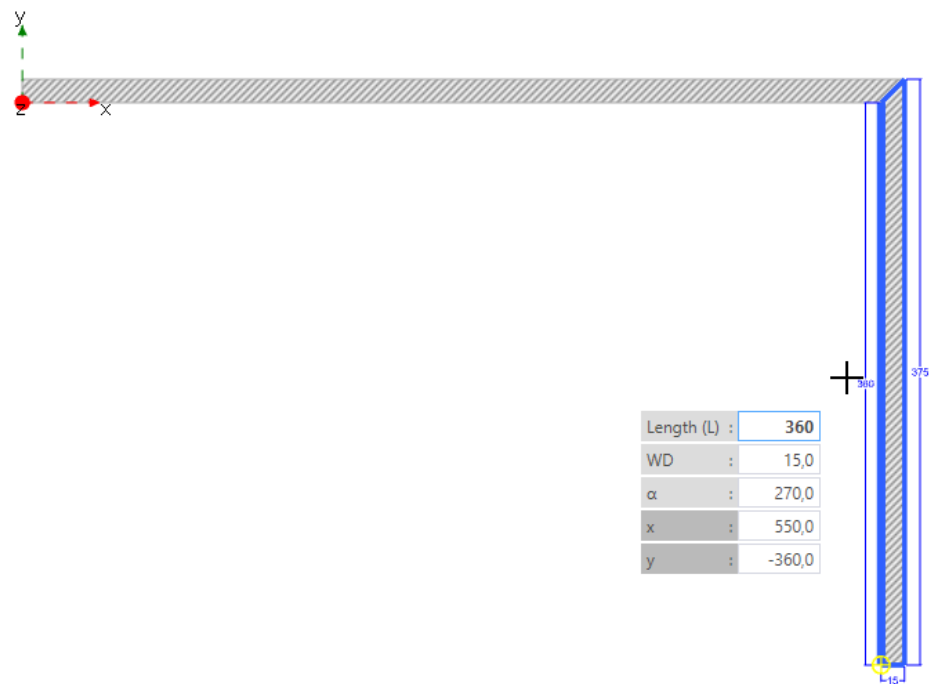 y
z
x
375
360
Length (L) : 360
WD : 15,0
α : 270,0
x : 550,0
y : -360,0
15